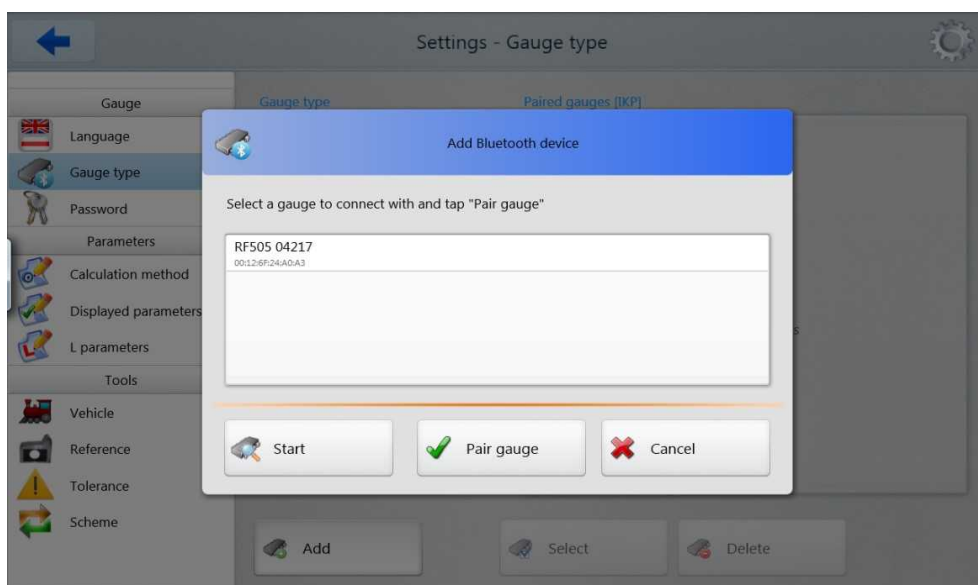 Settings - Gauge type
Gauge
Language
Gauge type
Password
Parameters
Calculation method
Displayed parameters
L parameters
Tools
Vehicle
Reference
Tolerance
Scheme
Gauge type
Paired gauges [IKP]
Add Bluetooth device
Select a gauge to connect with and tap "Pair gauge"
RF505 04217
00:12:6F:24:A0:A3
Start
Pair gauge
Cancel
s
Add
Select
Delete